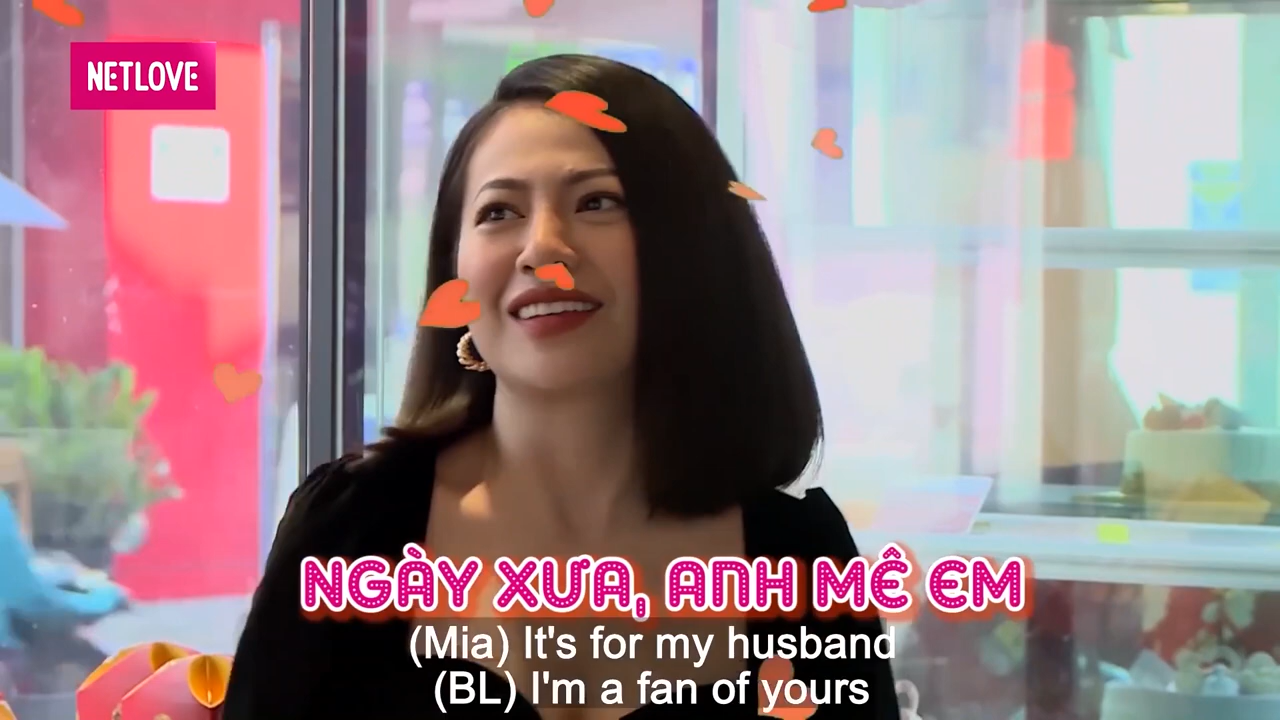 NETLOVE
NGÀY XƯA, ANH MÊ EM
(Mia) It's for my husband
(BL) I'm a fan of yours